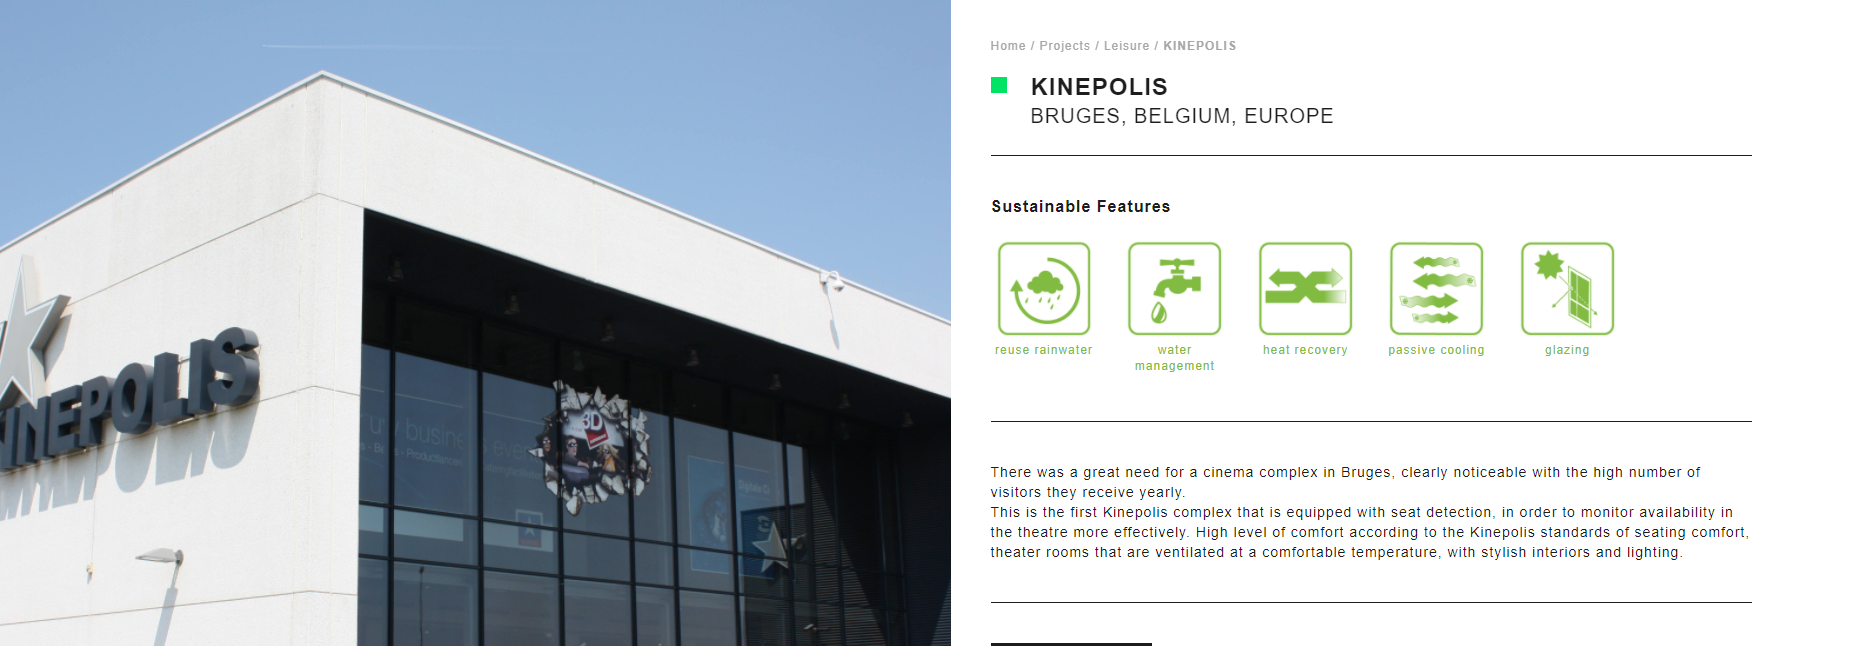 KINEPOLIS
busine
s even
3D
Home / Projects / Leisure / KINEPOLIS
KINEPOLIS
BRUGES, BELGIUM, EUROPE
Sustainable Features
reuse rainwater
water
management
heat recovery
passive cooling
glazing
There was a great need for a cinema complex in Bruges, clearly noticeable with the high number of
visitors they receive yearly.
This is the first Kinepolis complex that is equipped with seat detection, in order to monitor availability in
the theatre more effectively. High level of comfort according to the Kinepolis standards of seating comfort,
theater rooms that are ventilated at a comfortable temperature, with stylish interiors and lighting.